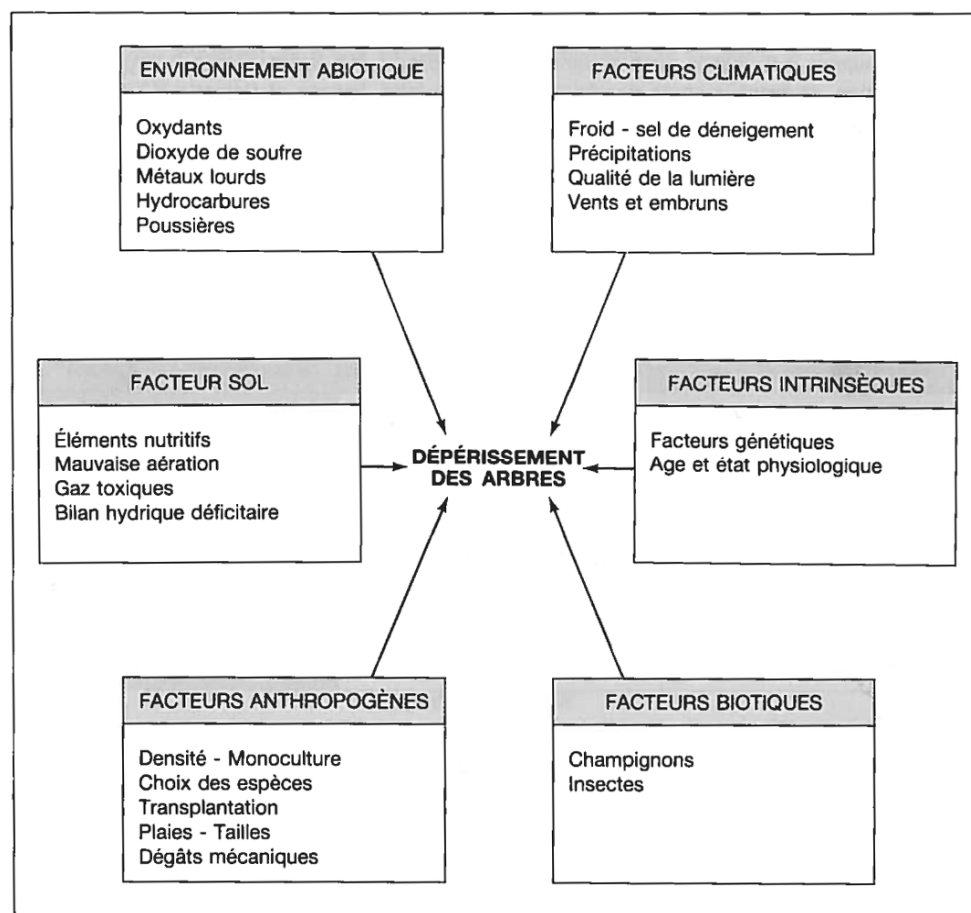 ENVIRONNEMENT ABIOTIQUE
Oxydants
Dioxyde de soufre
Métaux lourds
Hydrocarbures
Poussières
FACTEURS CLIMATIQUES
Froid - sel de déneigement
Précipitations
Qualité de la lumière
Vents et embruns
FACTEUR SOL
Éléments nutritifs
Mauvaise aération
Gaz toxiques
Bilan hydrique déficitaire
DÉPÉRISSEMENT
DES ARBRES
FACTEURS INTRINSÈQUES
Facteurs génétiques
Age et état physiologique
FACTEURS ANTHROPOGÈNES
Densité - Monoculture
Choix des espèces
Transplantation
Plaies - Tailles
Dégâts mécaniques
FACTEURS BIOTIQUES
Champignons
Insectes